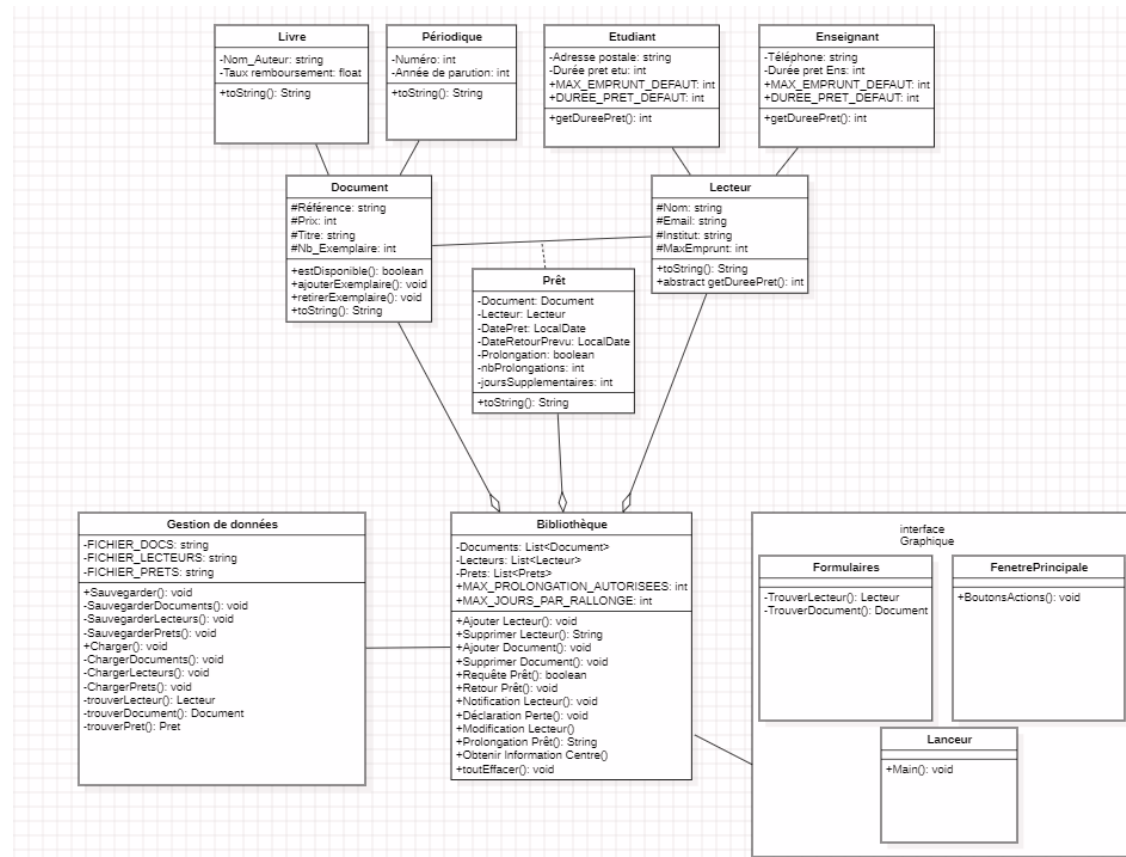 Livre
-Nom_Auteur: string
-Taux remboursement: float
+toString(): String
Périodique
-Numéro: int
-Année de parution: int
+toString(): String
Etudiant
-Adresse postale: string
-Durée pret etu: int
+MAX_EMPRUNT_DEFAUT: int
+DUREE_PRET_DEFAUT: int
+getDureePret(): int
Enseignant
-Téléphone: string
-Durée pret Ens: int
+MAX_EMPRUNT_DEFAUT: int
+DUREE_PRET_DEFAUT: int
+getDureePret(): int
Document
#Référence: string
#Prix: int
#Titre: string
#Nb_Exemplaire: int
+estDisponible(): boolean
+ajouterExemplaire(): void
+retirerExemplaire(): void
+toString(): String
Lecteur
#Nom: string
#Email: string
#Institut: string
#MaxEmprunt: int
+toString(): String
+abstract getDureePret(): int
Prêt
-Document: Document
-Lecteur: Lecteur
-DatePret: LocalDate
-DateRetourPrevu: LocalDate
-Prolongation: boolean
-nbProlongations: int
-joursSupplementaires: int
+toString(): String
Gestion de données
-FICHIER_DOCS: string
-FICHIER_LECTEURS: string
-FICHIER_PRETS: string
+Sauvegarder(): void
-SauvegarderDocuments(): void
-SauvegarderLecteurs(): void
-SauvegarderPrets(): void
+Charger(): void
-ChargerDocuments(): void
-ChargerLecteurs(): void
-ChargerPrets(): void
-trouverLecteur(): Lecteur
-trouverDocument(): Document
-trouverPret(): Pret
Bibliothèque
-Documents: List<Document>
-Lecteurs: List<Lecteur>
-Prets: List<Prets>
+MAX_PROLONGATION_AUTORISEES: int
+MAX_JOURS_PAR_RALLONGE: int
+Ajouter Lecteur(): void
+Supprimer Lecteur(): String
+Ajouter Document(): void
+Supprimer Document(): void
+Requête Prêt(): boolean
+Retour Prêt(): void
+Notification Lecteur(): void
+Déclaration Perte(): void
+Modification Lecteur()
+Prolongation Prêt(): String
+Obtenir Information Centre()
+toutEffacer(): void
interface
Graphique
Formulaires
-TrouverLecteur(): Lecteur
-TrouverDocument(): Document
FenetrePrincipale
+BoutonsActions(): void
Lanceur
+Main(): void